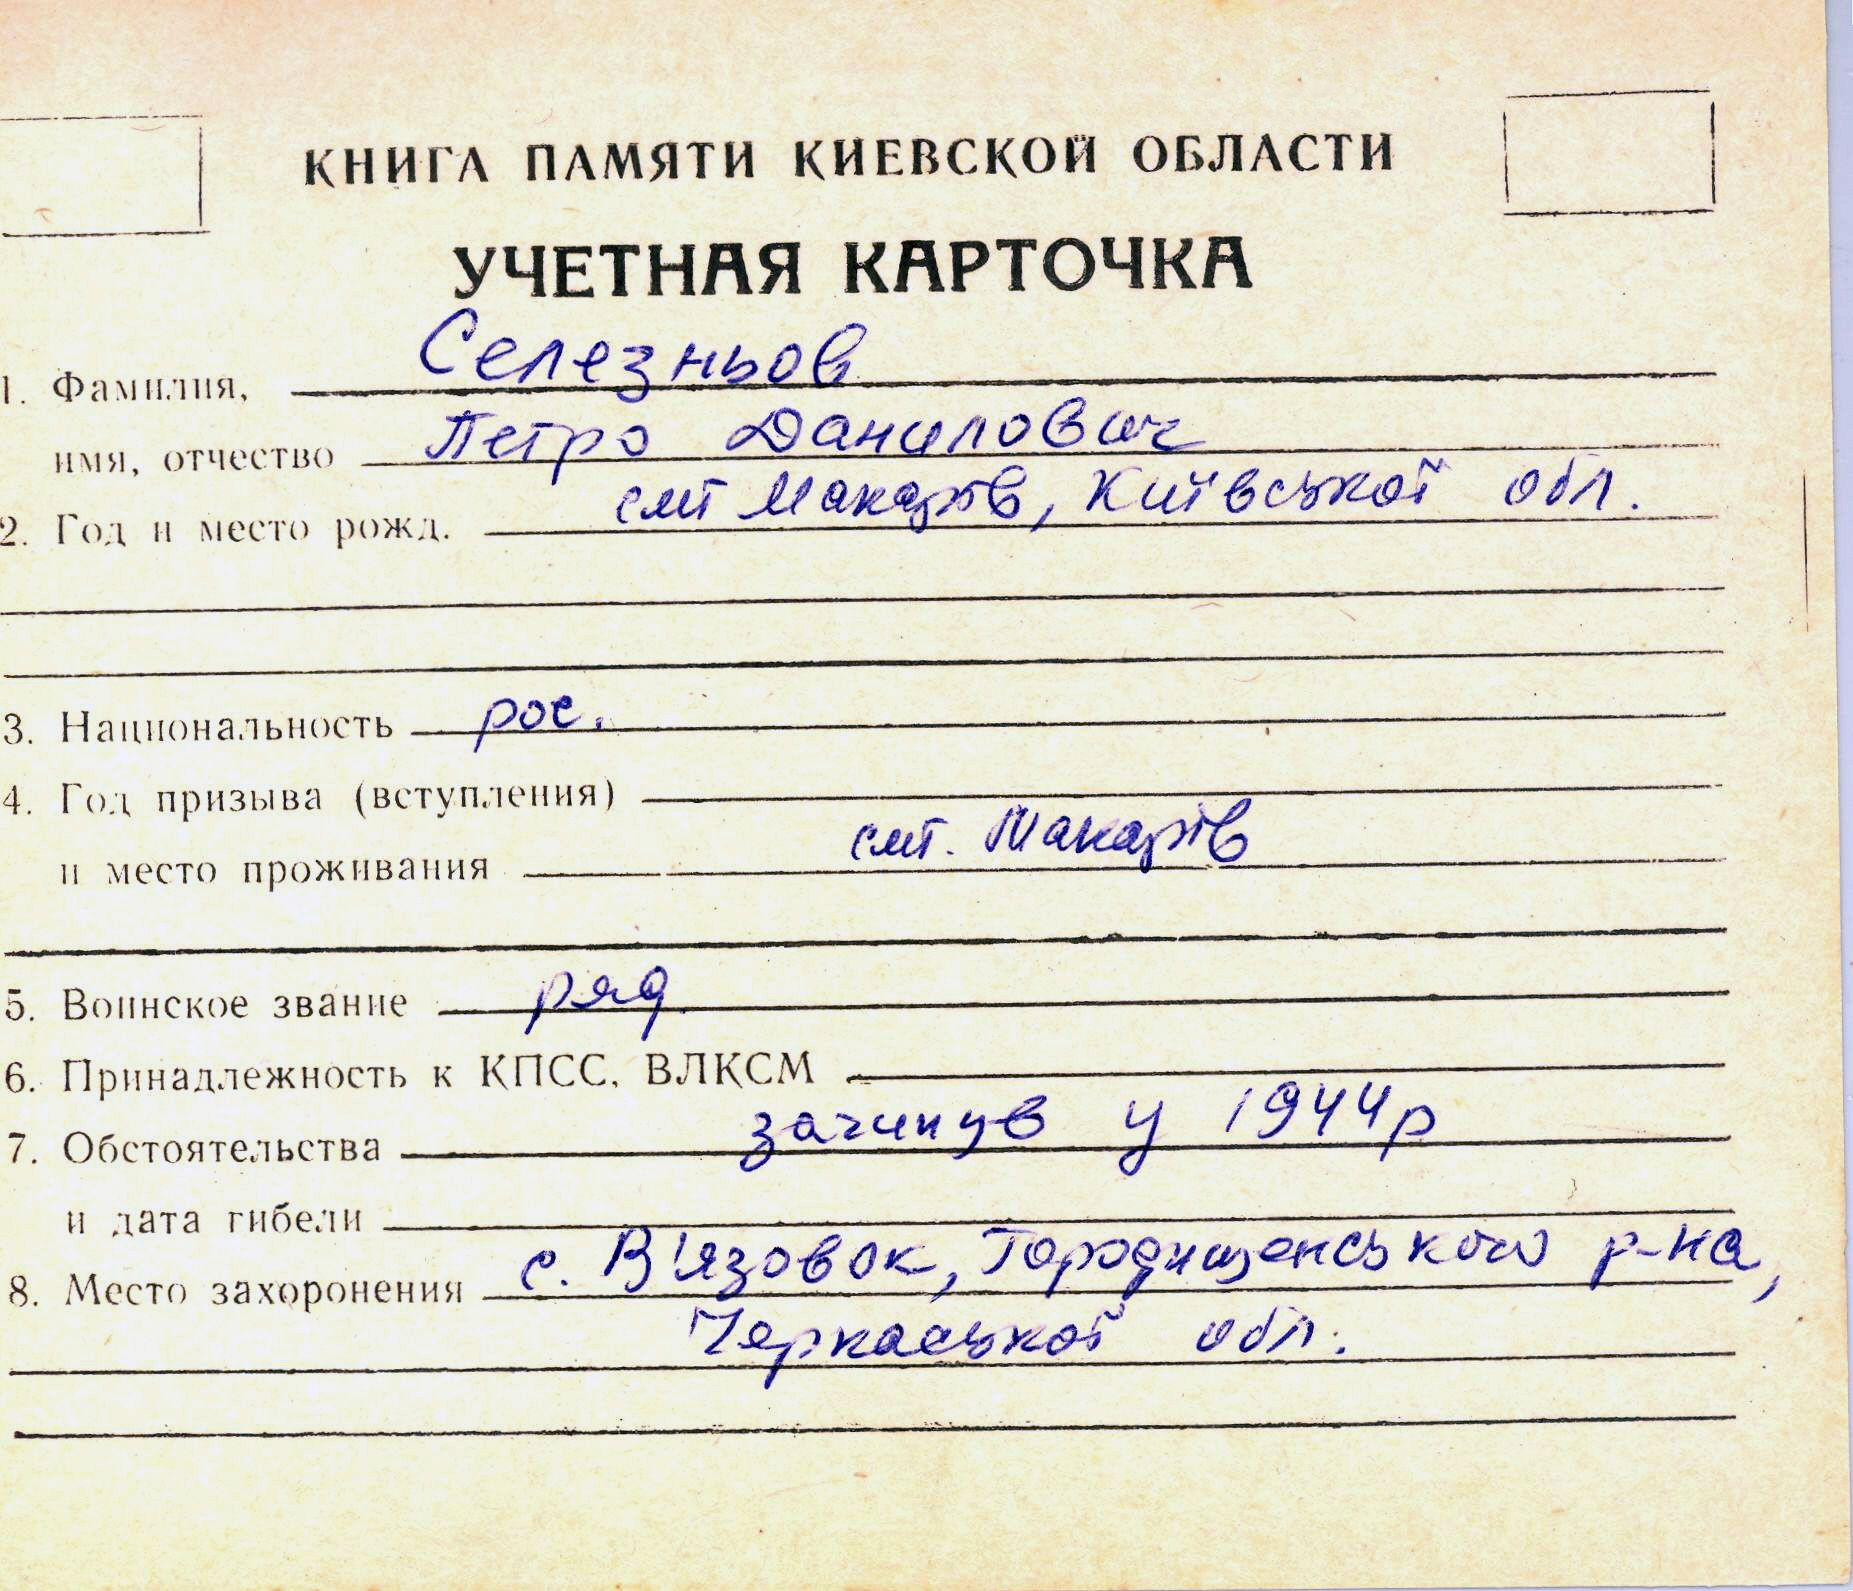 КНИГА ПАМЯТИ КИЕВСКОЙ ОБЛАСТИ
УЧЕТНАЯ КАРТОЧКА
1. Фамилия, Селезньов
имя, отчество Петро Данилович
2. Год и место рожд. смт Макарів, Київської обл.
3. Национальность рос.
4. Год призыва (вступления)
и место проживания смт. Макарів
5. Воинское звание ряд.
6. Принадлежность к КПСС, ВЛКСМ
7. Обстоятельства загинув у 1944р
и дата гибели
8. Место захоронения с. В'язовок, Городищенського р-на,
Черкаської обл.